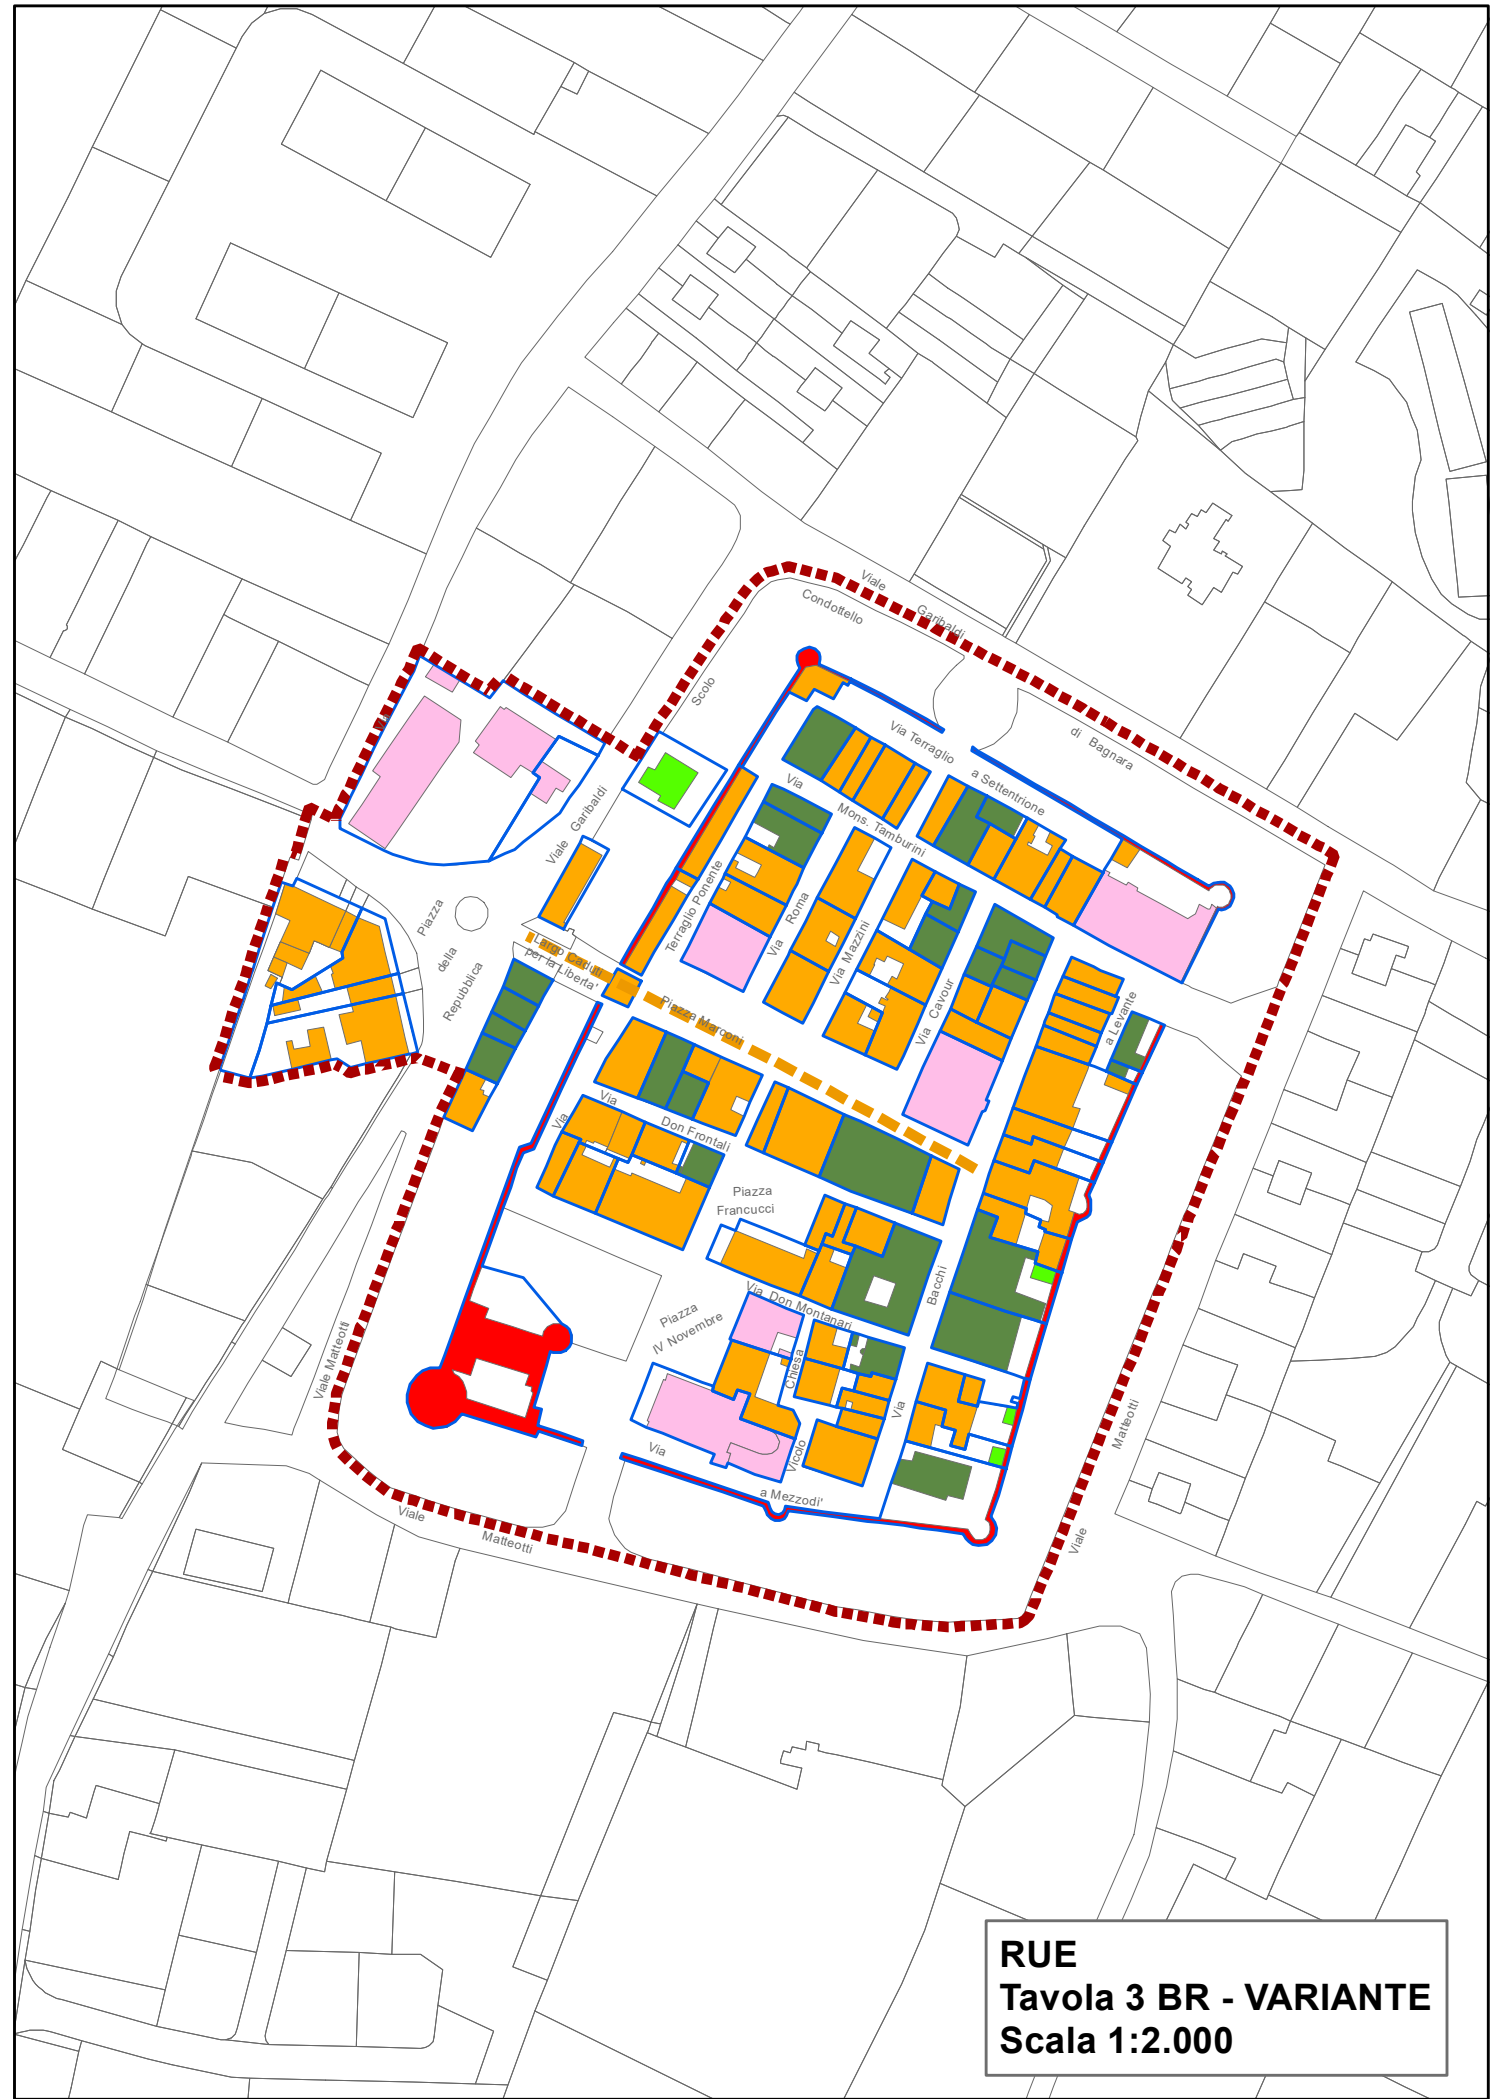 Viale
Garibaldi
Condottello
di Bagnara
Scolo
Via
Via Terraglio
a Settentrione
Via
Mons. Tamburini
Viale Garibaldi
Terraglio Ponente
Via Roma
Via Mazzini
Via Cavour
a Levante
Piazza
della
Repubblica
Largo Caduti
per la Liberta'
Piazza Marconi
Via
Via
Don Frontali
Piazza
Francucci
Via Don Montanari
Bacchi
Via
Piazza
IV Novembre
Chiesa
Vicolo
Via
a Mezzodi'
Viale Matteotti
Viale
Matteotti
Matteotti
Viale
RUE
Tavola 3 BR - VARIANTE
Scala 1:2.000